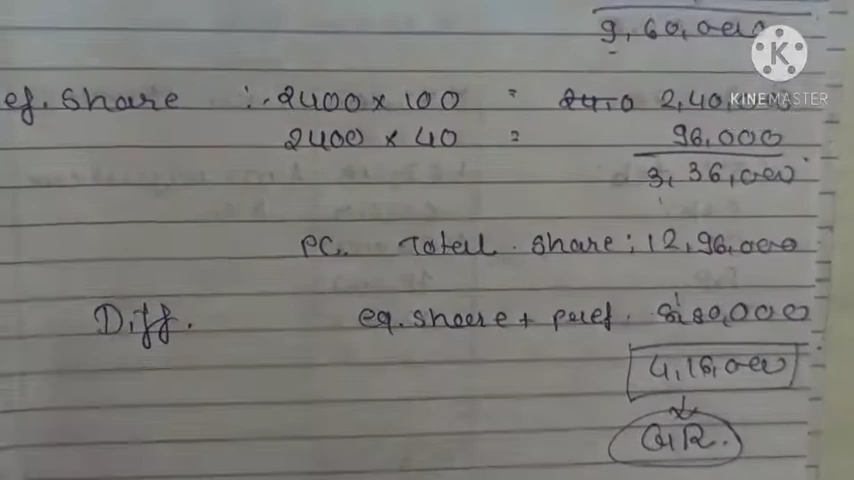 9,60,000
K
KINEMASTER
ef. Share :. 2400 x 100 = 2,40,000
2400 x 40 = 96,000
3,36,000
PC. Total share : 12,96,000
Diff. eq. share + pref. 8,80,000
4,16,000
G.R.